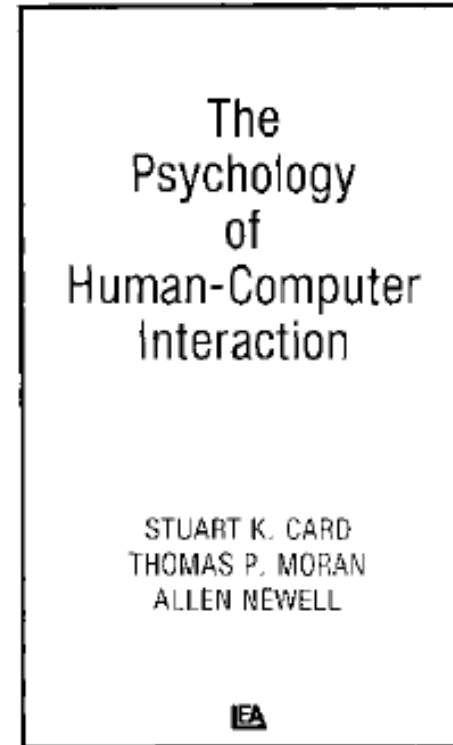 The
Psychology
of
Human-Computer
Interaction
STUART K. CARD
THOMAS P. MORAN
ALLEN NEWELL
LEA